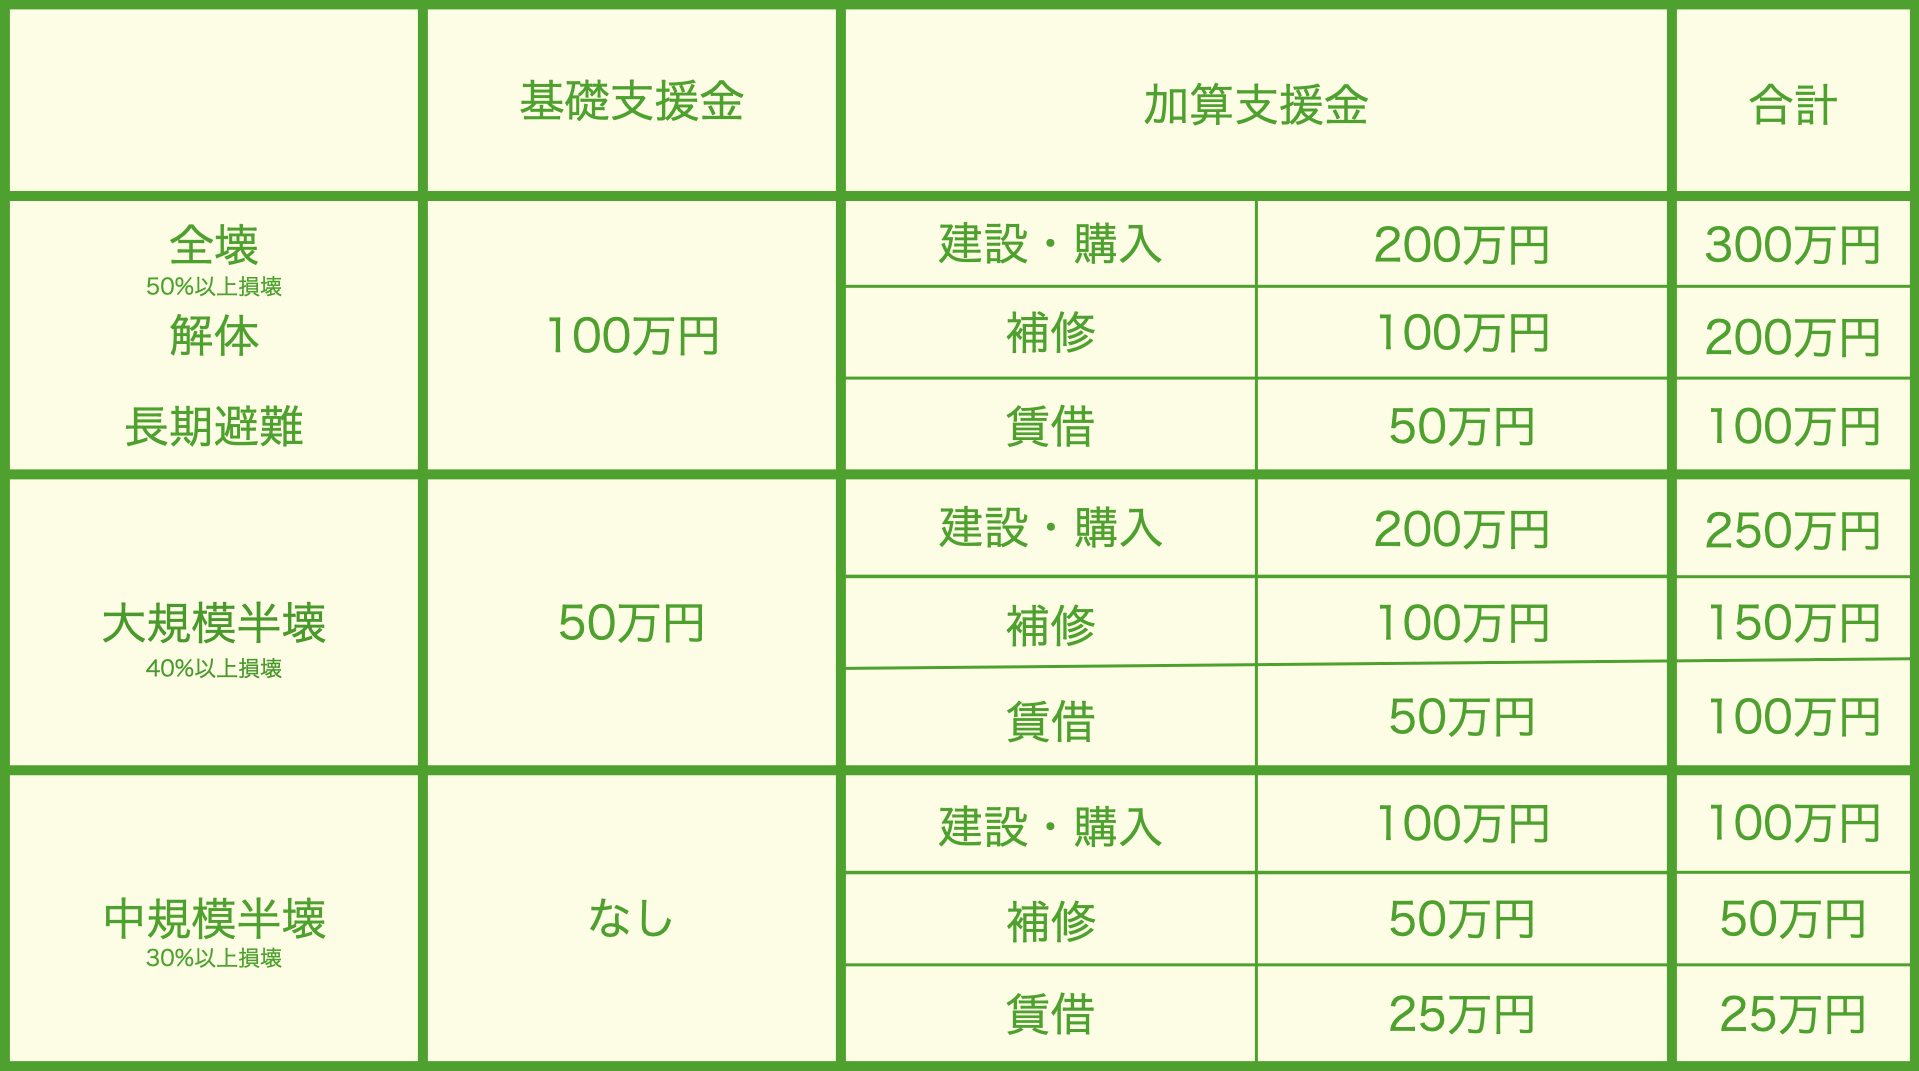 基礎支援金
加算支援金
合計
全壊
50%以上損壊
解体
長期避難
100万円
建設・購入
200万円
300万円
補修
100万円
200万円
賃借
50万円
100万円
大規模半壊
40%以上損壊
50万円
建設・購入
200万円
250万円
補修
100万円
150万円
賃借
50万円
100万円
中規模半壊
30%以上損壊
なし
建設・購入
100万円
100万円
補修
50万円
50万円
賃借
25万円
25万円